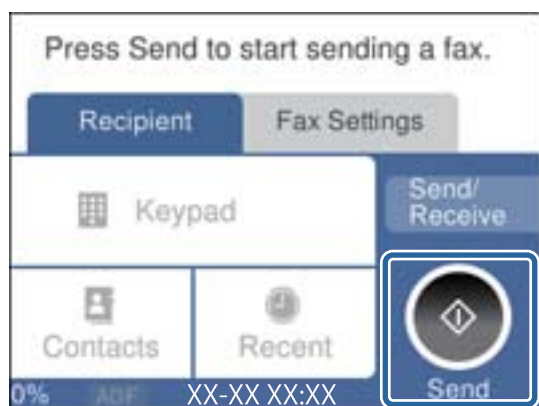 Press Send to start sending a fax.
Recipient
Fax Settings
Keypad
Send/
Receive
Contacts
Recent
Send
0%
ADF
XX-XX XX:XX